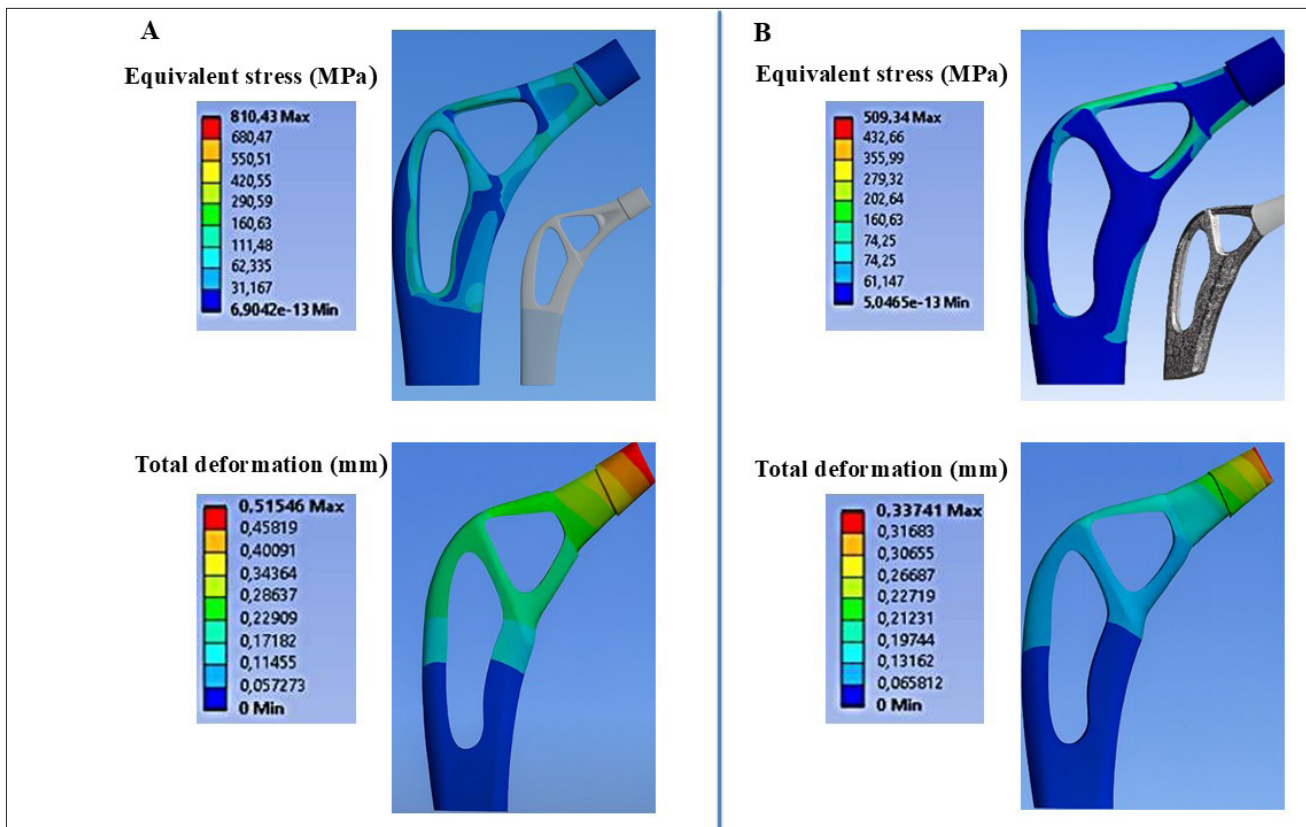 A
Equivalent stress (MPa)
810,43 Max
680,47
550,51
420,55
290,59
160,63
111,48
62,335
31,167
6,9042e-13 Min
Total deformation (mm)
0,51546 Max
0,45819
0,40091
0,34364
0,28637
0,22909
0,17182
0,11455
0,057273
0 Min
B
Equivalent stress (MPa)
509,34 Max
432,66
355,99
279,32
202,64
160,63
74,25
74,25
61,147
5,0465e-13 Min
Total deformation (mm)
0,33741 Max
0,31683
0,30655
0,26687
0,22719
0,21231
0,19744
0,13162
0,065812
0 Min